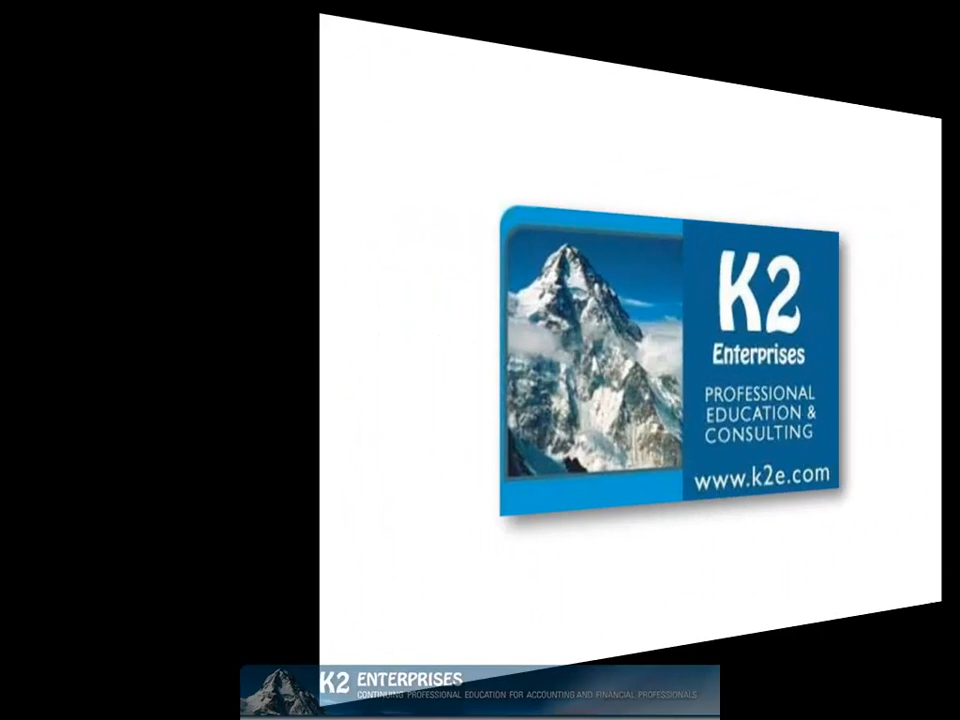 K2
Enterprises
PROFESSIONAL
EDUCATION &
CONSULTING
www.k2e.com
K2 ENTERPRISES
CONTINUING PROFESSIONAL EDUCATION FOR ACCOUNTING AND FINANCIAL PROFESSIONALS